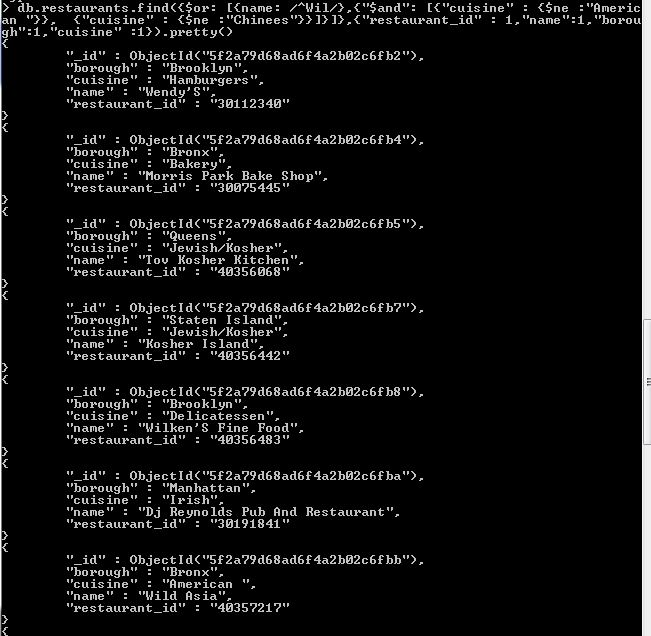 db.restaurants.find({$or: [{name: /^Wil/},{"$and": [{"cuisine" : {$ne :"Americ
an "}},  {"cuisine" : {$ne :"Chinees"}}]}]},{"restaurant_id" : 1,"name":1,"borou
gh":1,"cuisine" :1}).pretty()
{
        "_id" : ObjectId("5f2a79d68ad6f4a2b02c6fb2"),
        "borough" : "Brooklyn",
        "cuisine" : "Hamburgers",
        "name" : "Wendy'S",
        "restaurant_id" : "30112340"
}
{
        "_id" : ObjectId("5f2a79d68ad6f4a2b02c6fb4"),
        "borough" : "Bronx",
        "cuisine" : "Bakery",
        "name" : "Morris Park Bake Shop",
        "restaurant_id" : "30075445"
}
{
        "_id" : ObjectId("5f2a79d68ad6f4a2b02c6fb5"),
        "borough" : "Queens",
        "cuisine" : "Jewish/Kosher",
        "name" : "Tov Kosher Kitchen",
        "restaurant_id" : "40356068"
}
{
        "_id" : ObjectId("5f2a79d68ad6f4a2b02c6fb7"),
        "borough" : "Staten Island",
        "cuisine" : "Jewish/Kosher",
        "name" : "Kosher Island",
        "restaurant_id" : "40356442"
}
{
        "_id" : ObjectId("5f2a79d68ad6f4a2b02c6fb8"),
        "borough" : "Brooklyn",
        "cuisine" : "Delicatessen",
        "name" : "Wilken'S Fine Food",
        "restaurant_id" : "40356483"
}
{
        "_id" : ObjectId("5f2a79d68ad6f4a2b02c6fba"),
        "borough" : "Manhattan",
        "cuisine" : "Irish",
        "name" : "Dj Reynolds Pub And Restaurant",
        "restaurant_id" : "30191841"
}
{
        "_id" : ObjectId("5f2a79d68ad6f4a2b02c6fbb"),
        "borough" : "Bronx",
        "cuisine" : "American ",
        "name" : "Wild Asia",
        "restaurant_id" : "40357217"
}
{